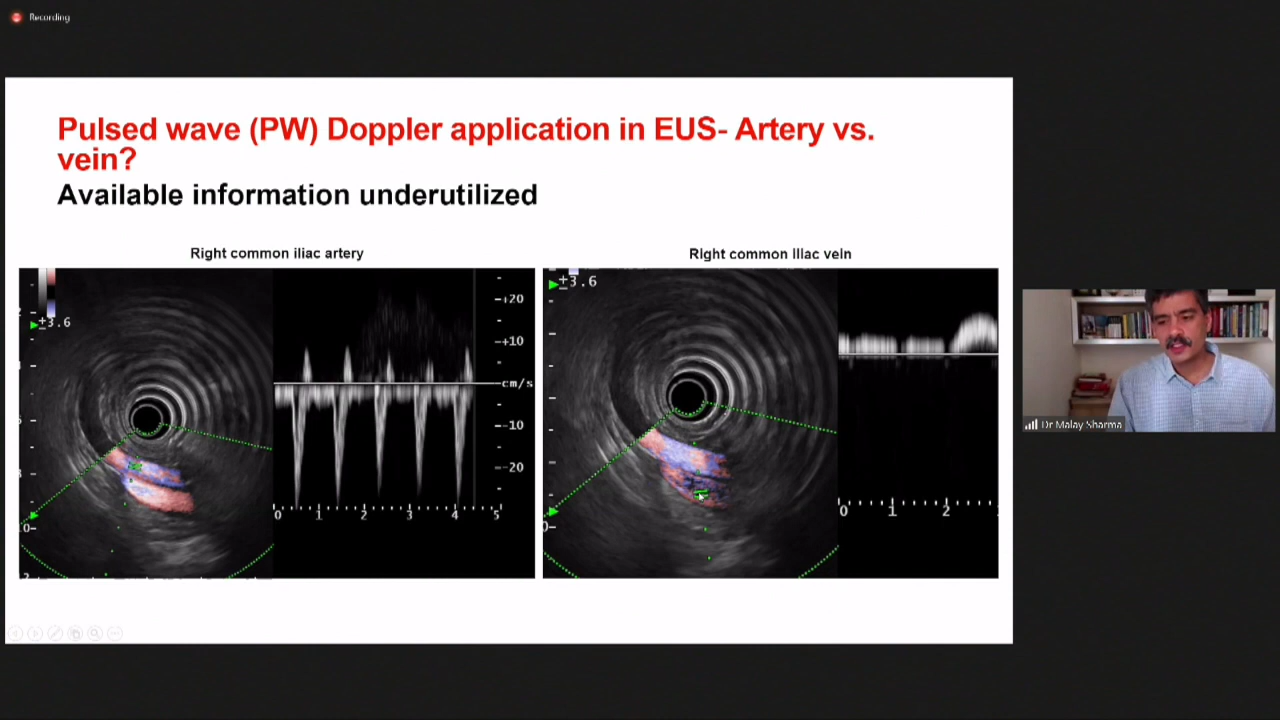 Recording
Pulsed wave (PW) Doppler application in EUS- Artery vs.
vein?
Available information underutilized
Right common iliac artery
Right common iliac vein
+3.6
+20
+10
cm/s
-10
-20
0 1 2 3 4 5
+3.6
0 1 2
Dr Malay Sharma